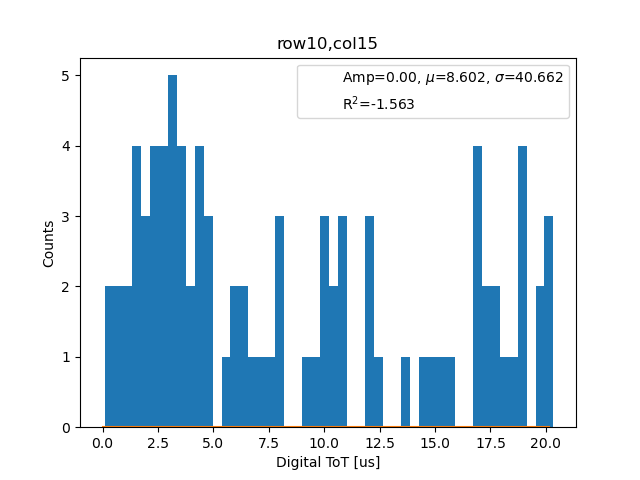 row10,col15
Amp=0.00, μ=8.602, σ=40.662
R²=-1.563
5
4
3
2
1
0
Counts
0.0 2.5 5.0 7.5 10.0 12.5 15.0 17.5 20.0
Digital ToT [us]